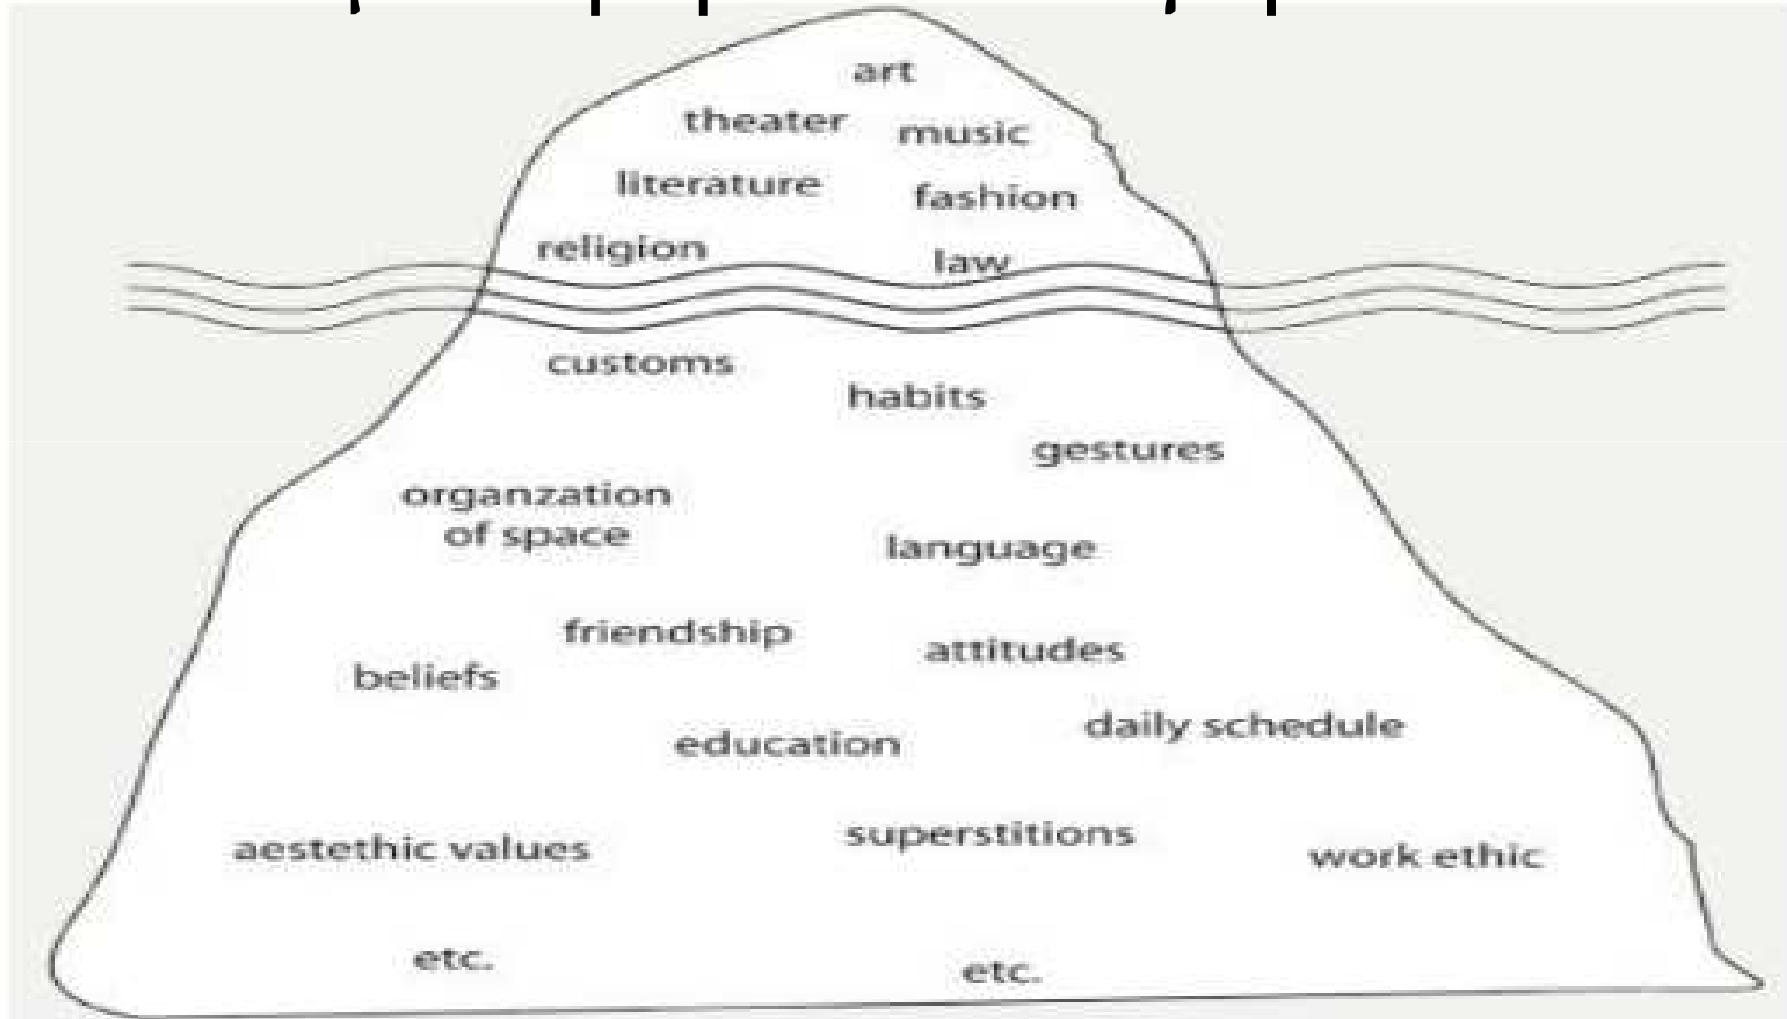 art
theater music
literature fashion
religion law
customs
habits
gestures
organzation
of space
language
friendship
attitudes
beliefs
daily schedule
education
superstitions
aestethic values
work ethic
etc.
etc.